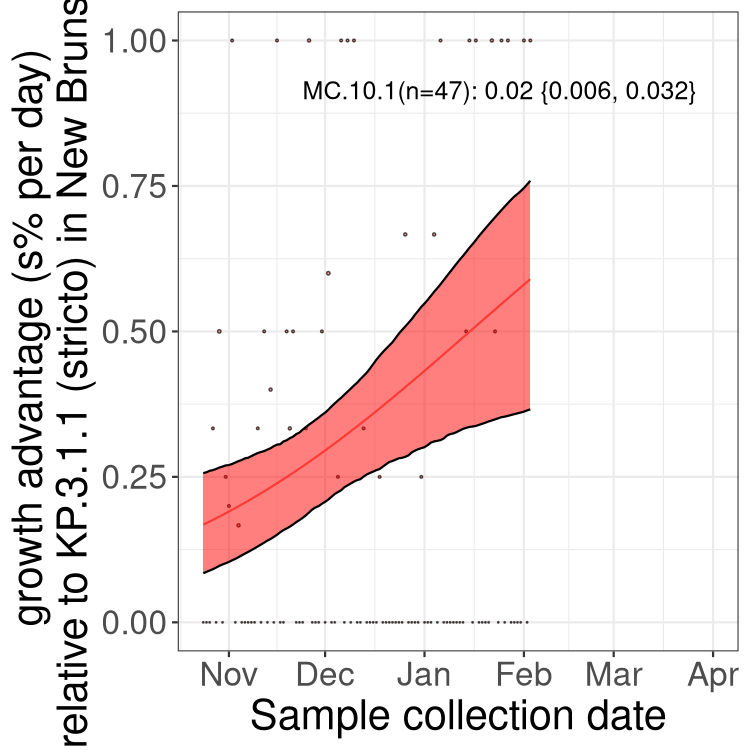 growth advantage (s% per day)
relative to KP.3.1.1 (stricto) in New Bruns
1.00
0.75
0.50
0.25
0.00
MC.10.1(n=47): 0.02 {0.006, 0.032}
Nov Dec Jan Feb Mar Apr
Sample collection date